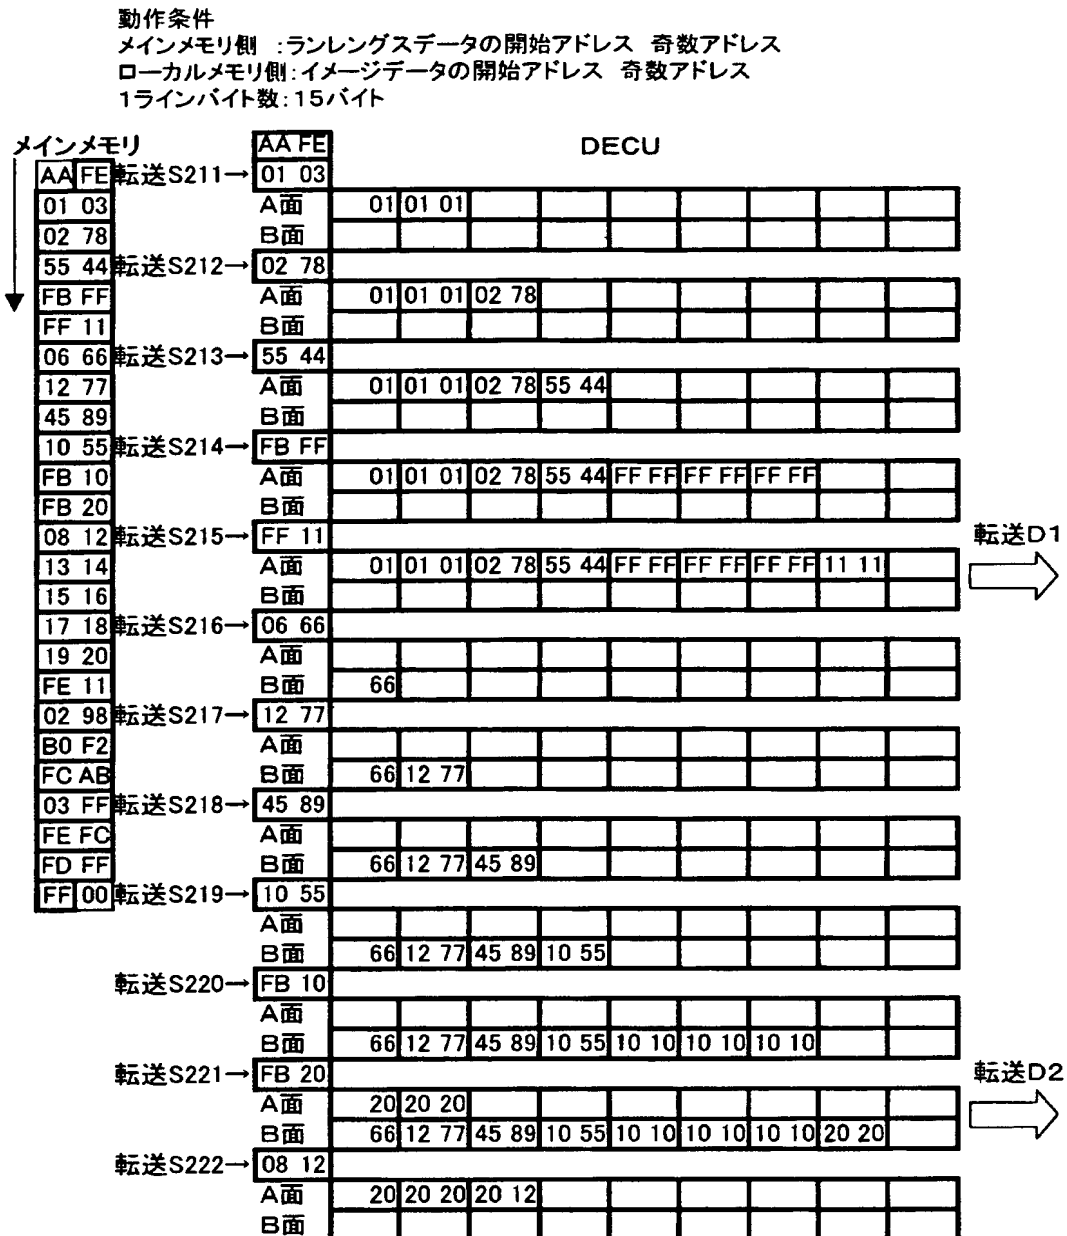 動作条件
メインメモリ側 :ランレングスデータの開始アドレス 奇数アドレス
ローカルメモリ側:イメージデータの開始アドレス 奇数アドレス
1ラインバイト数:15バイト
メインメモリ AA FE DECU
AA FE 転送S211→ 01 03
01 03 A面 01 01 01
02 78 B面
55 44 転送S212→ 02 78
FB FF A面 01 01 01 02 78
FF 11 B面
06 66 転送S213→ 55 44
12 77 A面 01 01 01 02 78 55 44
45 89 B面
10 55 転送S214→ FB FF
FB 10 A面 01 01 01 02 78 55 44 FF FF FF FF FF FF
FB 20 B面
08 12 転送S215→ FF 11 転送D1
13 14 A面 01 01 01 02 78 55 44 FF FF FF FF FF FF 11 11
15 16 B面
17 18 転送S216→ 06 66
19 20 A面
FE 11 B面 66
02 98 転送S217→ 12 77
B0 F2 A面
FC AB B面 66 12 77
03 FF 転送S218→ 45 89
FE FC A面
FD FF B面 66 12 77 45 89
FF 00 転送S219→ 10 55
A面
B面 66 12 77 45 89 10 55
転送S220→ FB 10
A面
B面 66 12 77 45 89 10 55 10 10 10 10 10 10
転送S221→ FB 20 転送D2
A面 20 20 20
B面 66 12 77 45 89 10 55 10 10 10 10 10 10 20 20
転送S222→ 08 12
A面 20 20 20 20 12
B面